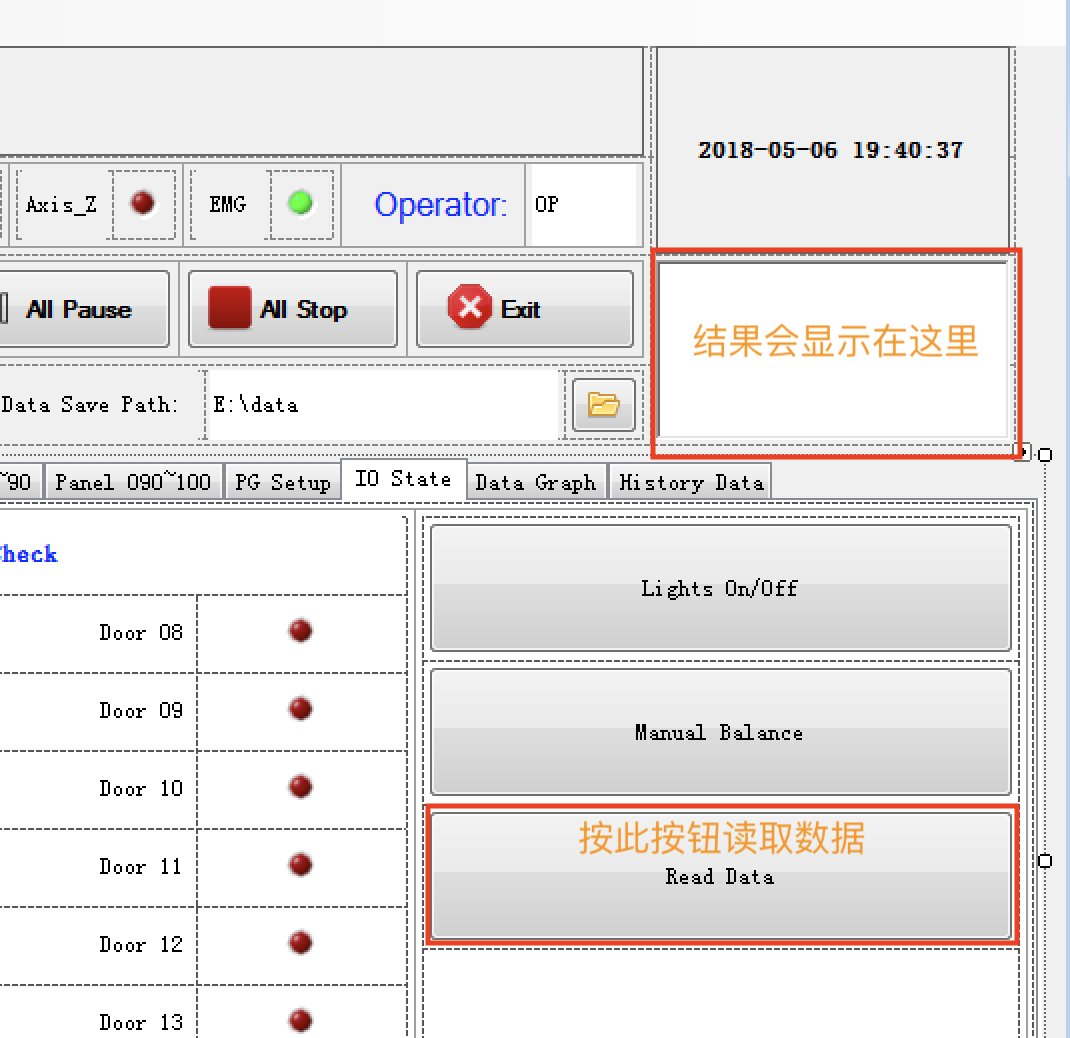 2018-05-06 19:40:37
Axis_Z
EMG
Operator:
OP
All Pause
All Stop
Exit
结果会显示在这里
Data Save Path:
E:\data
~90
Panel 090~100
PG Setup
IO State
Data Graph
History Data
Check
Lights On/Off
Door 08
Door 09
Manual Balance
Door 10
按此按钮读取数据
Read Data
Door 11
Door 12
Door 13